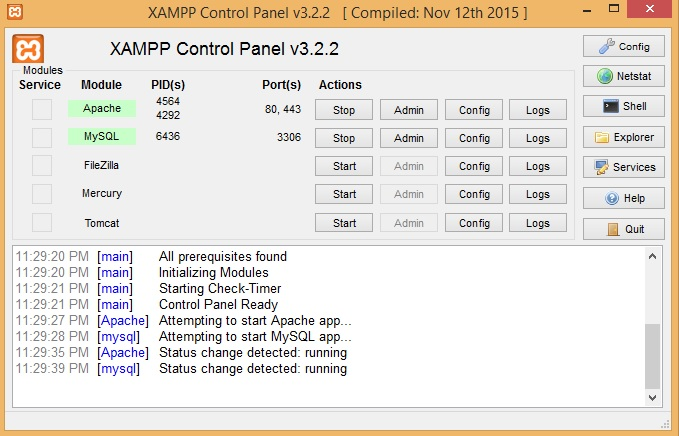 XAMPP Control Panel v3.2.2 [ Compiled: Nov 12th 2015 ]
XAMPP Control Panel v3.2.2
Config
Modules
Service Module PID(s) Port(s) Actions
Netstat
Apache 4564 4292 80, 443 Stop Admin Config Logs
Shell
MySQL 6436 3306 Stop Admin Config Logs
Explorer
FileZilla Start Admin Config Logs
Services
Mercury Start Admin Config Logs
Help
Tomcat Start Admin Config Logs
Quit
11:29:20 PM [main] All prerequisites found
11:29:20 PM [main] Initializing Modules
11:29:21 PM [main] Starting Check-Timer
11:29:21 PM [main] Control Panel Ready
11:29:27 PM [Apache] Attempting to start Apache app...
11:29:28 PM [mysql] Attempting to start MySQL app...
11:29:35 PM [Apache] Status change detected: running
11:29:39 PM [mysql] Status change detected: running